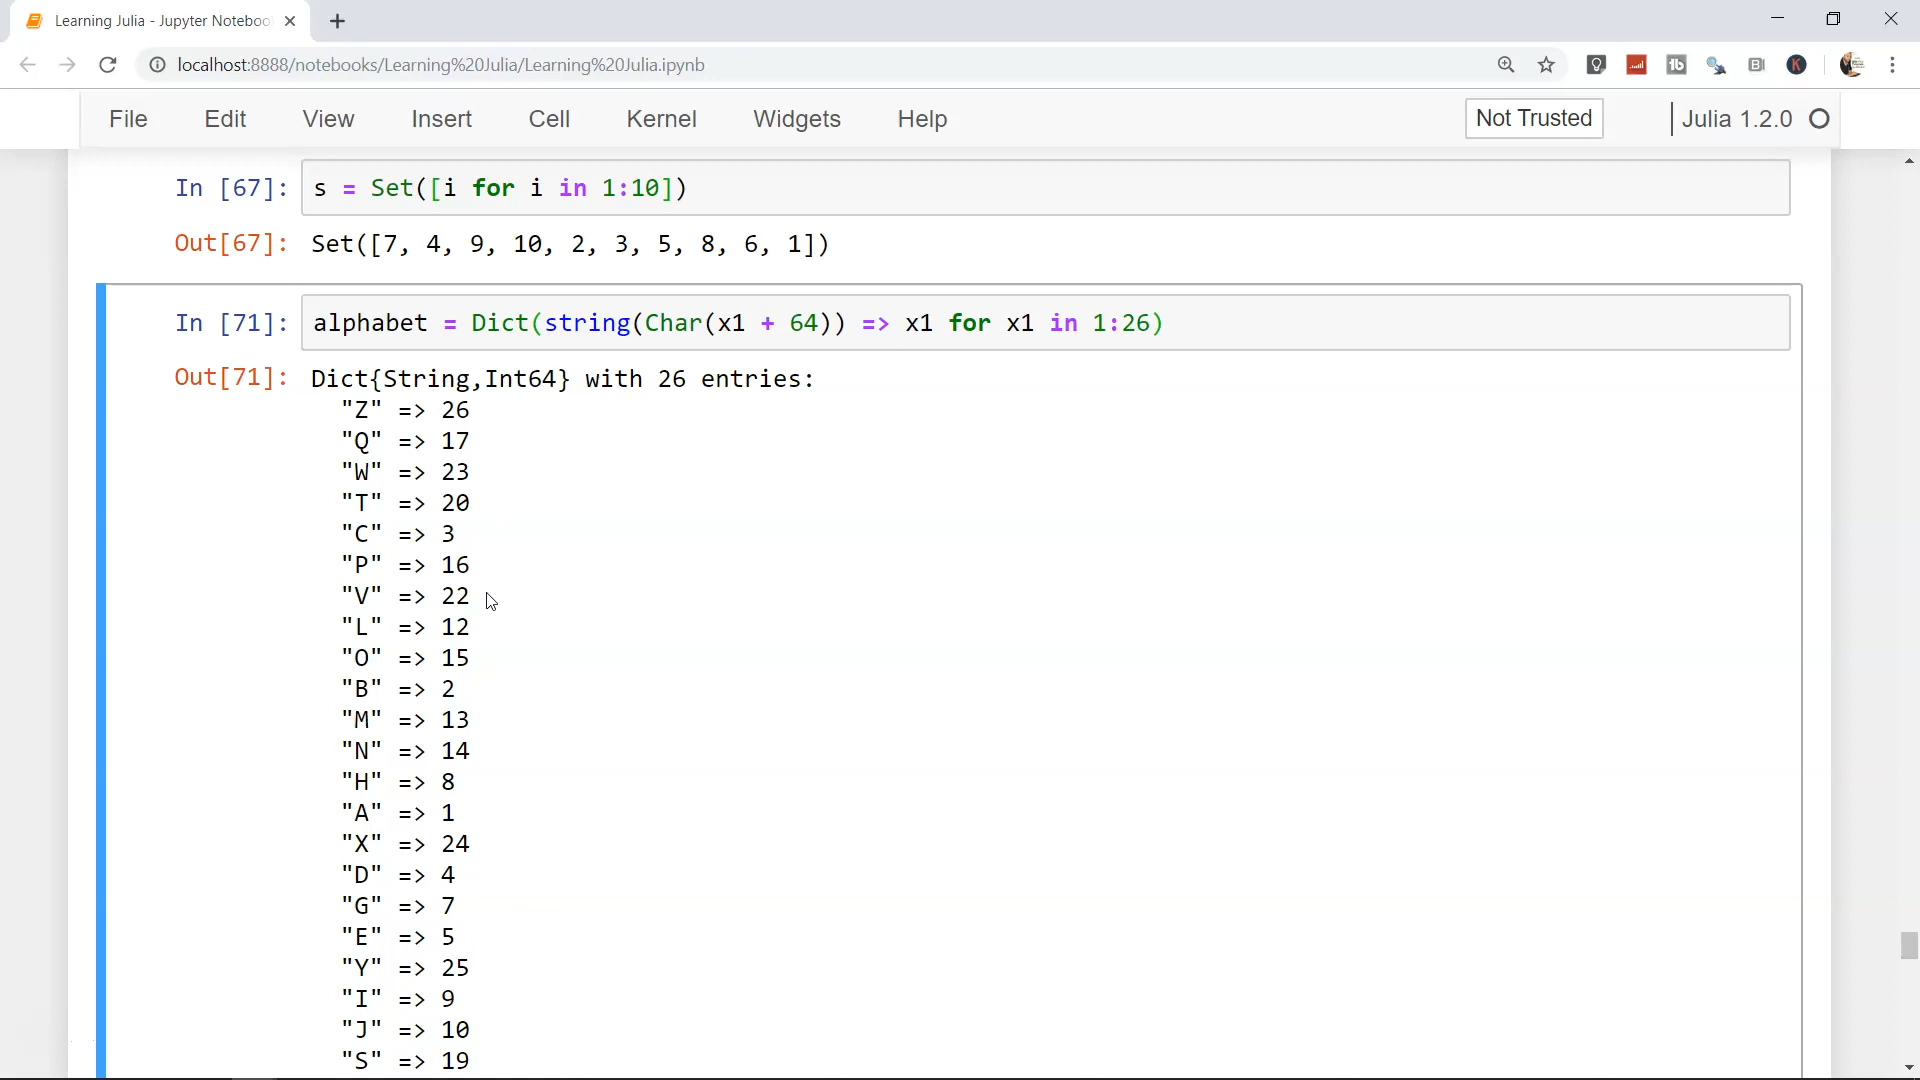 Learning Julia - Jupyter Noteboo
localhost:8888/notebooks/Learning%20Julia/Learning%20Julia.ipynb
File Edit View Insert Cell Kernel Widgets Help Not Trusted Julia 1.2.0
In [67]: s = Set([i for i in 1:10])
Out[67]: Set([7, 4, 9, 10, 2, 3, 5, 8, 6, 1])
In [71]: alphabet = Dict(string(Char(x1 + 64)) => x1 for x1 in 1:26)
Out[71]: Dict{String,Int64} with 26 entries:
"Z" => 26
"Q" => 17
"W" => 23
"T" => 20
"C" => 3
"P" => 16
"V" => 22
"L" => 12
"O" => 15
"B" => 2
"M" => 13
"N" => 14
"H" => 8
"A" => 1
"X" => 24
"D" => 4
"G" => 7
"E" => 5
"Y" => 25
"I" => 9
"J" => 10
"S" => 19